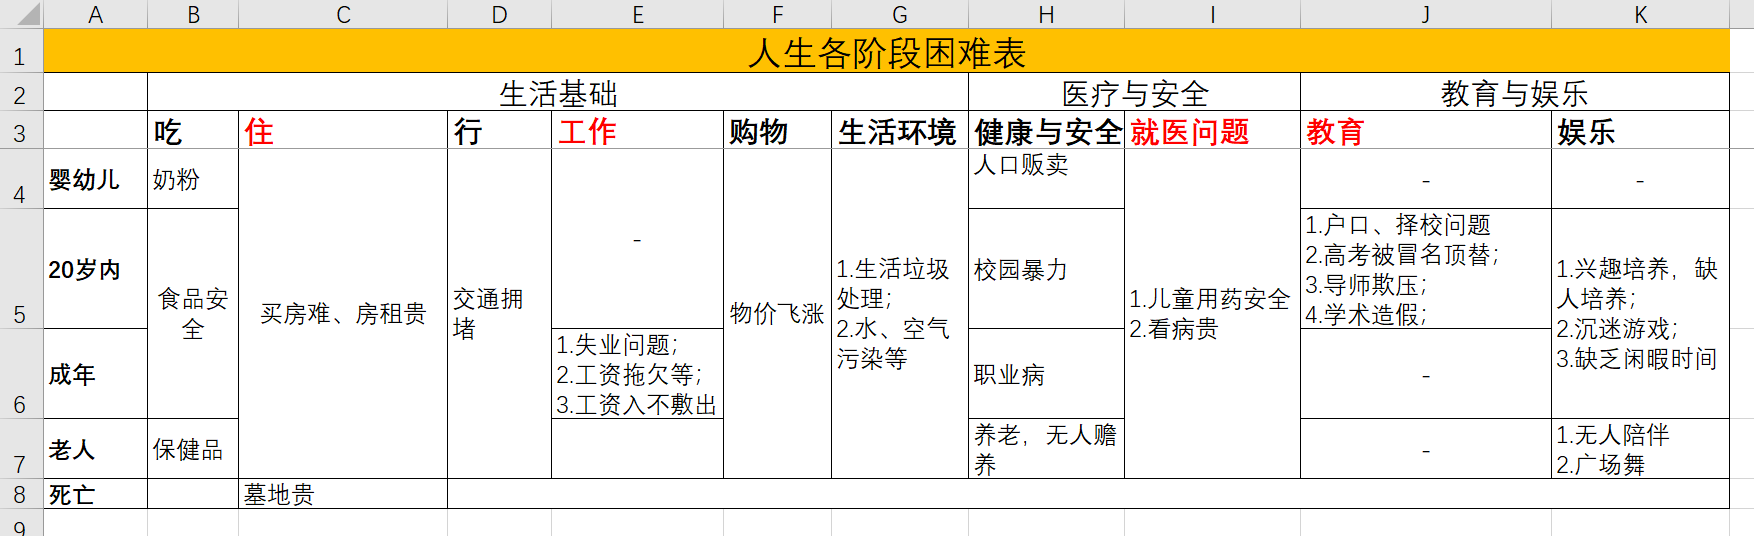 A B C D E F G H I J K
1 人生各阶段困难表
2 生活基础 医疗与安全 教育与娱乐
3 吃 住 行 工作 购物 生活环境 健康与安全 就医问题 教育 娱乐
4 婴幼儿 奶粉 人口贩卖 - -
5 20岁内
食品安
全
买房难、房租贵
交通拥
堵
-
物价飞涨
1.生活垃圾
处理；
2.水、空气
污染等
校园暴力
1.儿童用药安全
2.看病贵
1.户口、择校问题
2.高考被冒名顶替；
3.导师欺压；
4.学术造假；
1.兴趣培养，缺
人培养；
2.沉迷游戏；
3.缺乏闲暇时间
6 成年
1.失业问题；
2.工资拖欠等；
3.工资入不敷出
职业病
-
7 老人 保健品
养老，无人赡
养
-
1.无人陪伴
2.广场舞
8 死亡 墓地贵
9